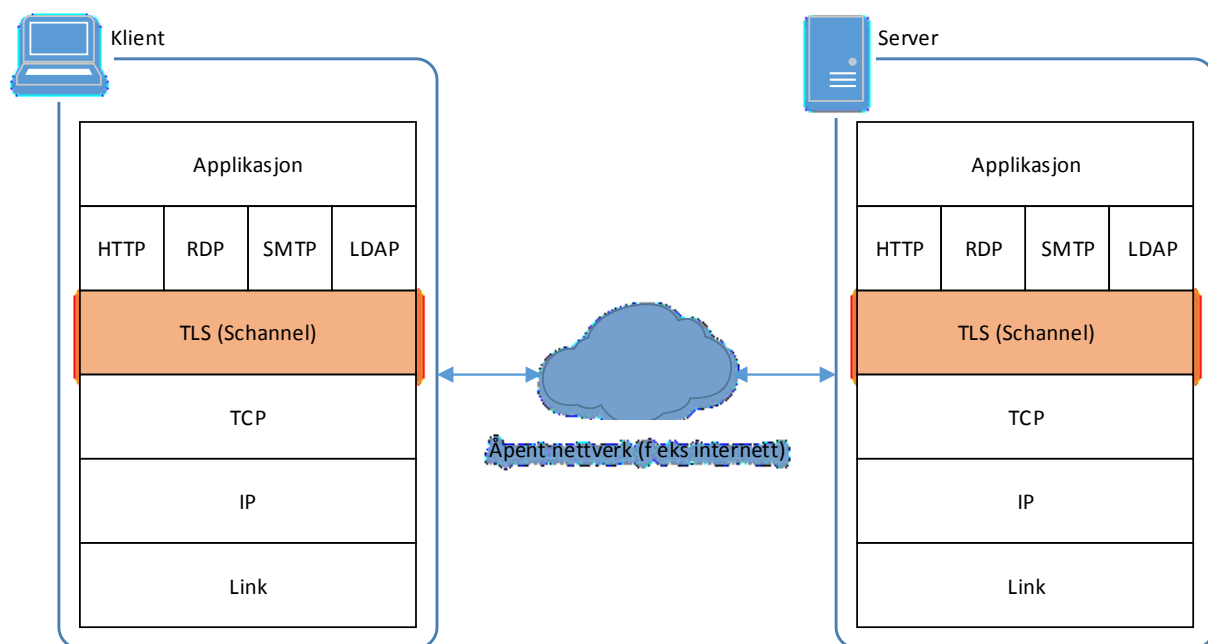 Klient
Applikasjon
HTTP RDP SMTP LDAP
TLS (Schannel)
TCP
IP
Link
Åpent nettverk (f eks internett)
Server
Applikasjon
HTTP RDP SMTP LDAP
TLS (Schannel)
TCP
IP
Link